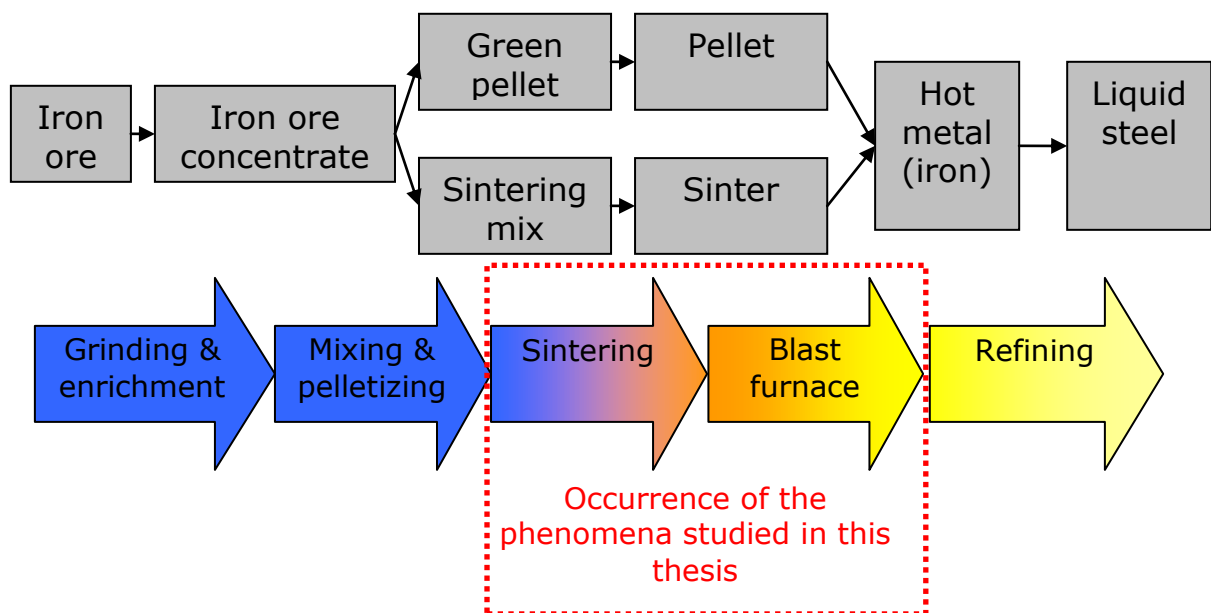 Iron
ore
Iron ore
concentrate
Green
pellet
Pellet
Sintering
mix
Sinter
Hot
metal
(iron)
Liquid
steel
Grinding &
enrichment
Mixing &
pelletizing
Sintering
Blast
furnace
Refining
Occurrence of the
phenomena studied in this
thesis